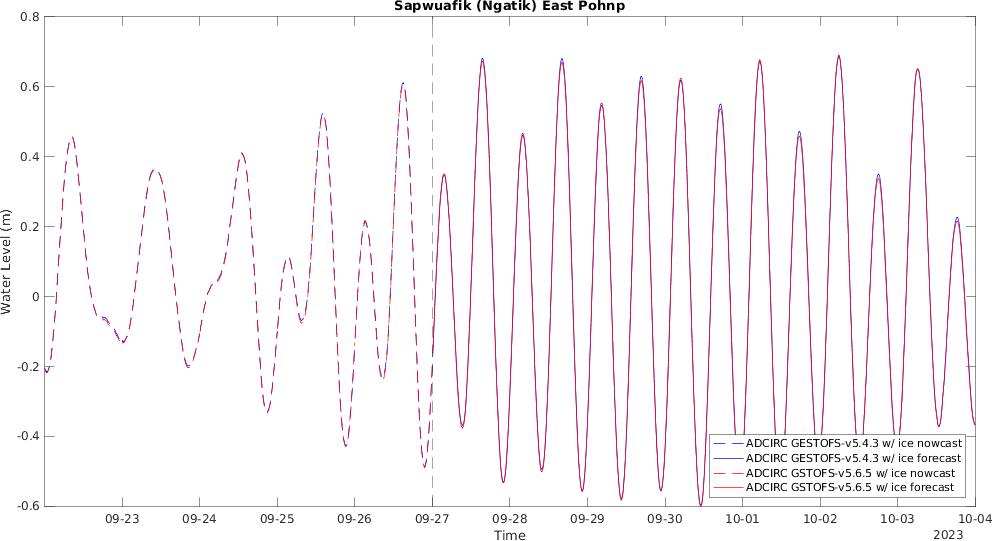 Sapwuafik (Ngatik) East Pohnp
0.8
0.6
0.4
0.2
0
-0.2
-0.4
-0.6
Water Level (m)
ADCIRC GESTOFS-v5.4.3 w/ ice nowcast
ADCIRC GESTOFS-v5.4.3 w/ ice forecast
ADCIRC GSTOFS-v5.6.5 w/ ice nowcast
ADCIRC GSTOFS-v5.6.5 w/ ice forecast
09-23 09-24 09-25 09-26 09-27 09-28 09-29 09-30 10-01 10-02 10-03 10-04
Time
2023